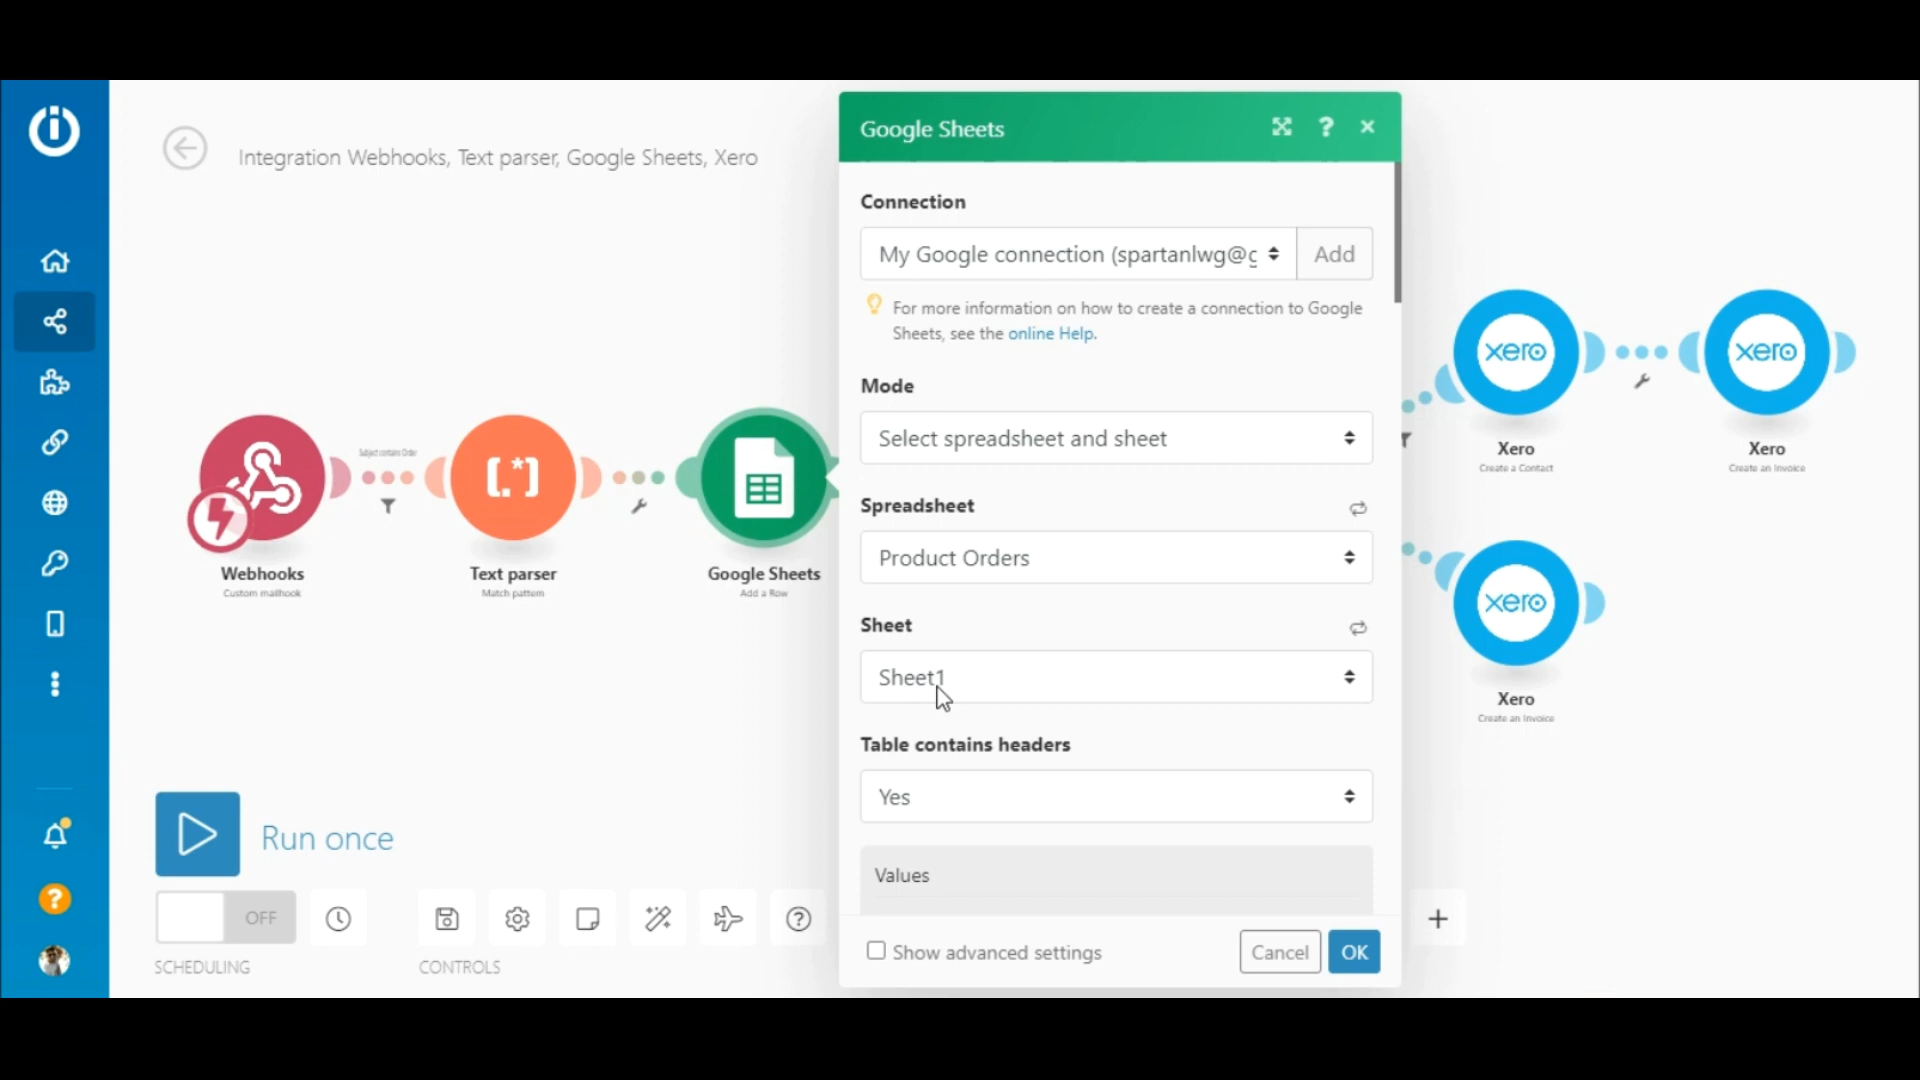 Integration Webhooks, Text parser, Google Sheets, Xero
Google Sheets
Connection
My Google connection (spartanlwg@g
Add
For more information on how to create a connection to Google
Sheets, see the online Help.
Mode
Select spreadsheet and sheet
Spreadsheet
Product Orders
Sheet
Sheet1
Table contains headers
Yes
Values
Show advanced settings
Cancel
OK
Subject contains Order
[.*]
Webhooks
Custom mailhook
Text parser
Match pattern
Google Sheets
Add a Row
xero
Xero
Create a Contact
xero
Xero
Create an Invoice
xero
Xero
Create an Invoice
Run once
OFF
SCHEDULING
CONTROLS